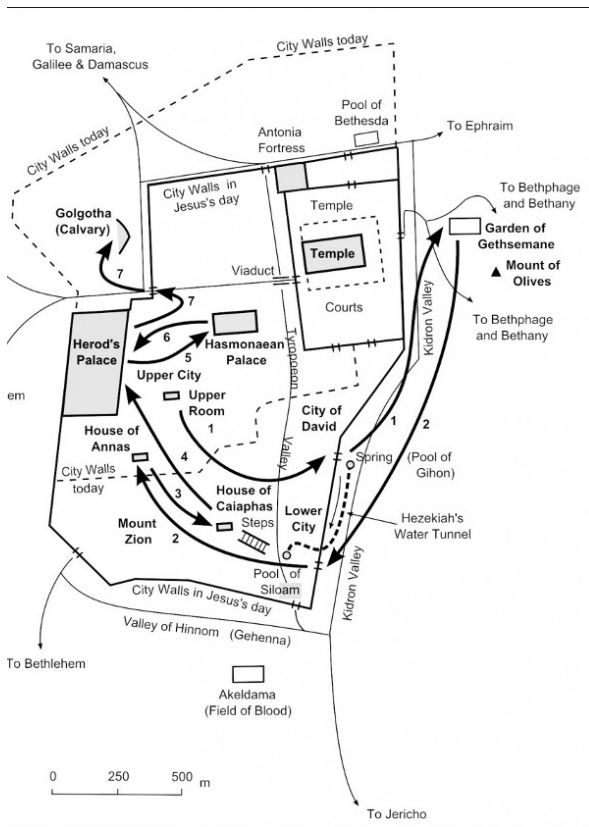 City Walls today
To Samaria,
Galilee & Damascus
Pool of
Bethesda
To Ephraim
Antonia
Fortress
City Walls today
City Walls in
Jesus's day
Temple
To Bethphage
and Bethany
Golgotha
(Calvary)
Garden of
Gethsemane
Temple
Mount of
Olives
7
Viaduct
Courts
7
Kidron Valley
To Bethphage
and Bethany
Herod's
Palace
6
Hasmonaean
Palace
5
Tyropoeon
Valley
Upper City
em
Upper
Room
1
City of
David
1
2
House of
Annas
4
Spring
(Pool of
Gihon)
City Walls
today
3
House of
Caiaphas
Steps
Lower
City
Hezekiah's
Water Tunnel
Mount
Zion
2
Pool of
Siloam
Kidron Valley
City Walls in Jesus's day
Valley of Hinnom (Gehenna)
To Bethlehem
Akeldama
(Field of Blood)
0 250 500 m
To Jericho